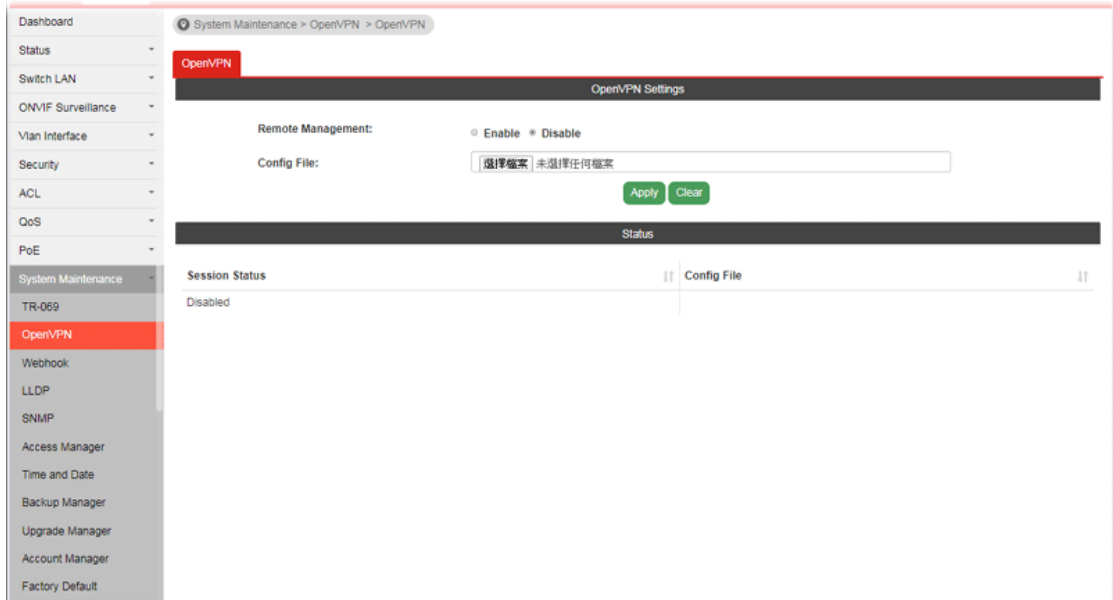 Dashboard
Status
Switch LAN
ONVIF Surveillance
Vlan Interface
Security
ACL
QoS
PoE
System Maintenance
TR-069
OpenVPN
Webhook
LLDP
SNMP
Access Manager
Time and Date
Backup Manager
Upgrade Manager
Account Manager
Factory Default
System Maintenance > OpenVPN > OpenVPN
OpenVPN
OpenVPN Settings
Remote Management: Enable Disable
Config File: 選擇檔案 未選擇任何檔案
Apply Clear
Status
Session Status Config File
Disabled